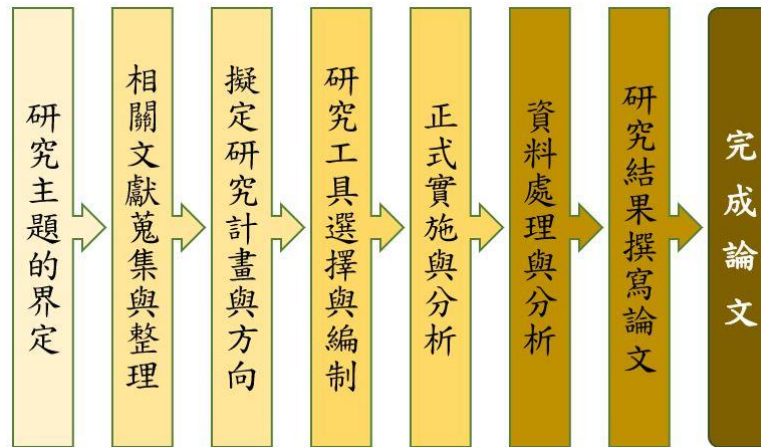 研究主題的界定
相關文獻蒐集與整理
擬定研究計畫與方向
研究工具選擇與編制
正式實施與分析
資料處理與分析
研究結果撰寫論文
完成論文